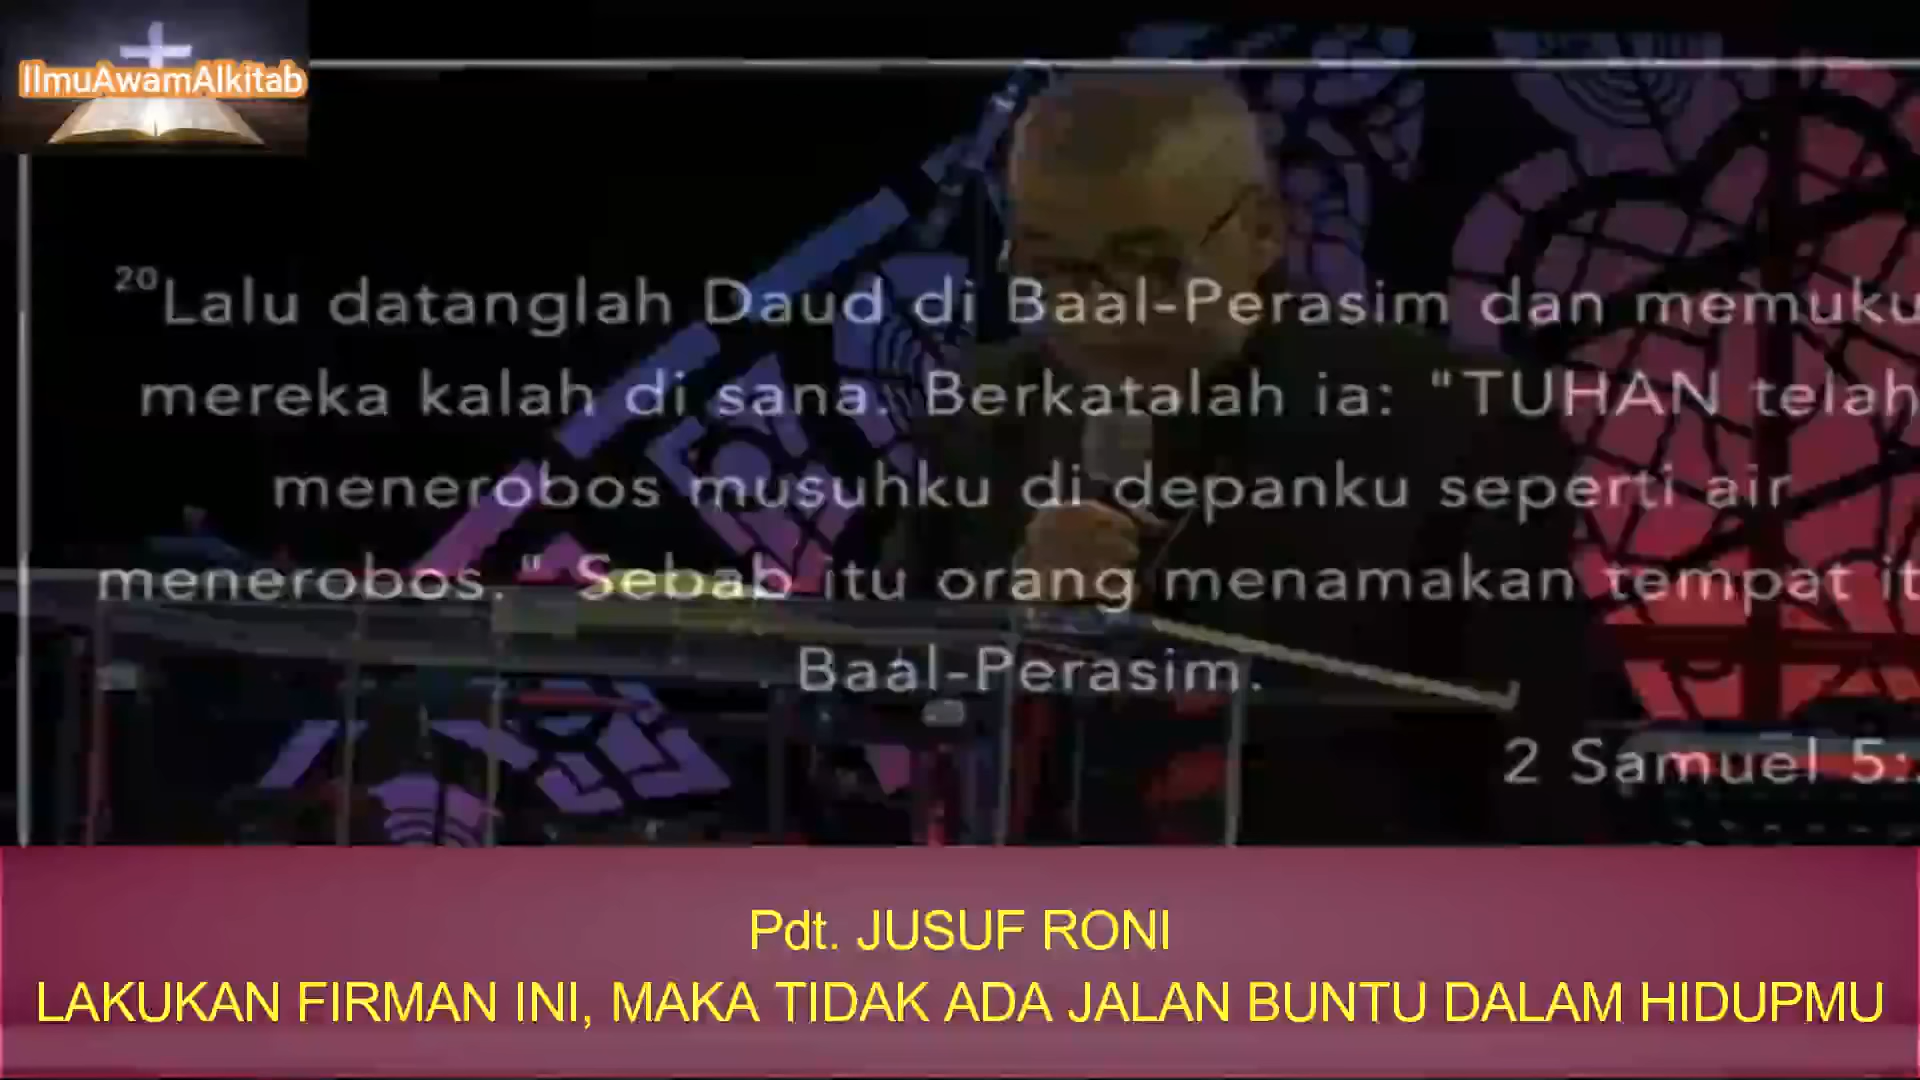 IlmuAwamAlkitab
20Lalu datanglah Daud di Baal-Perasim dan memuku
mereka kalah di sana. Berkatalah ia: "TUHAN telah
menerobos musuhku di depanku seperti air
menerobos." Sebab itu orang menamakan tempat it
Baal-Perasim.
2 Samuel 5:
Pdt. JUSUF RONI
LAKUKAN FIRMAN INI, MAKA TIDAK ADA JALAN BUNTU DALAM HIDUPMU